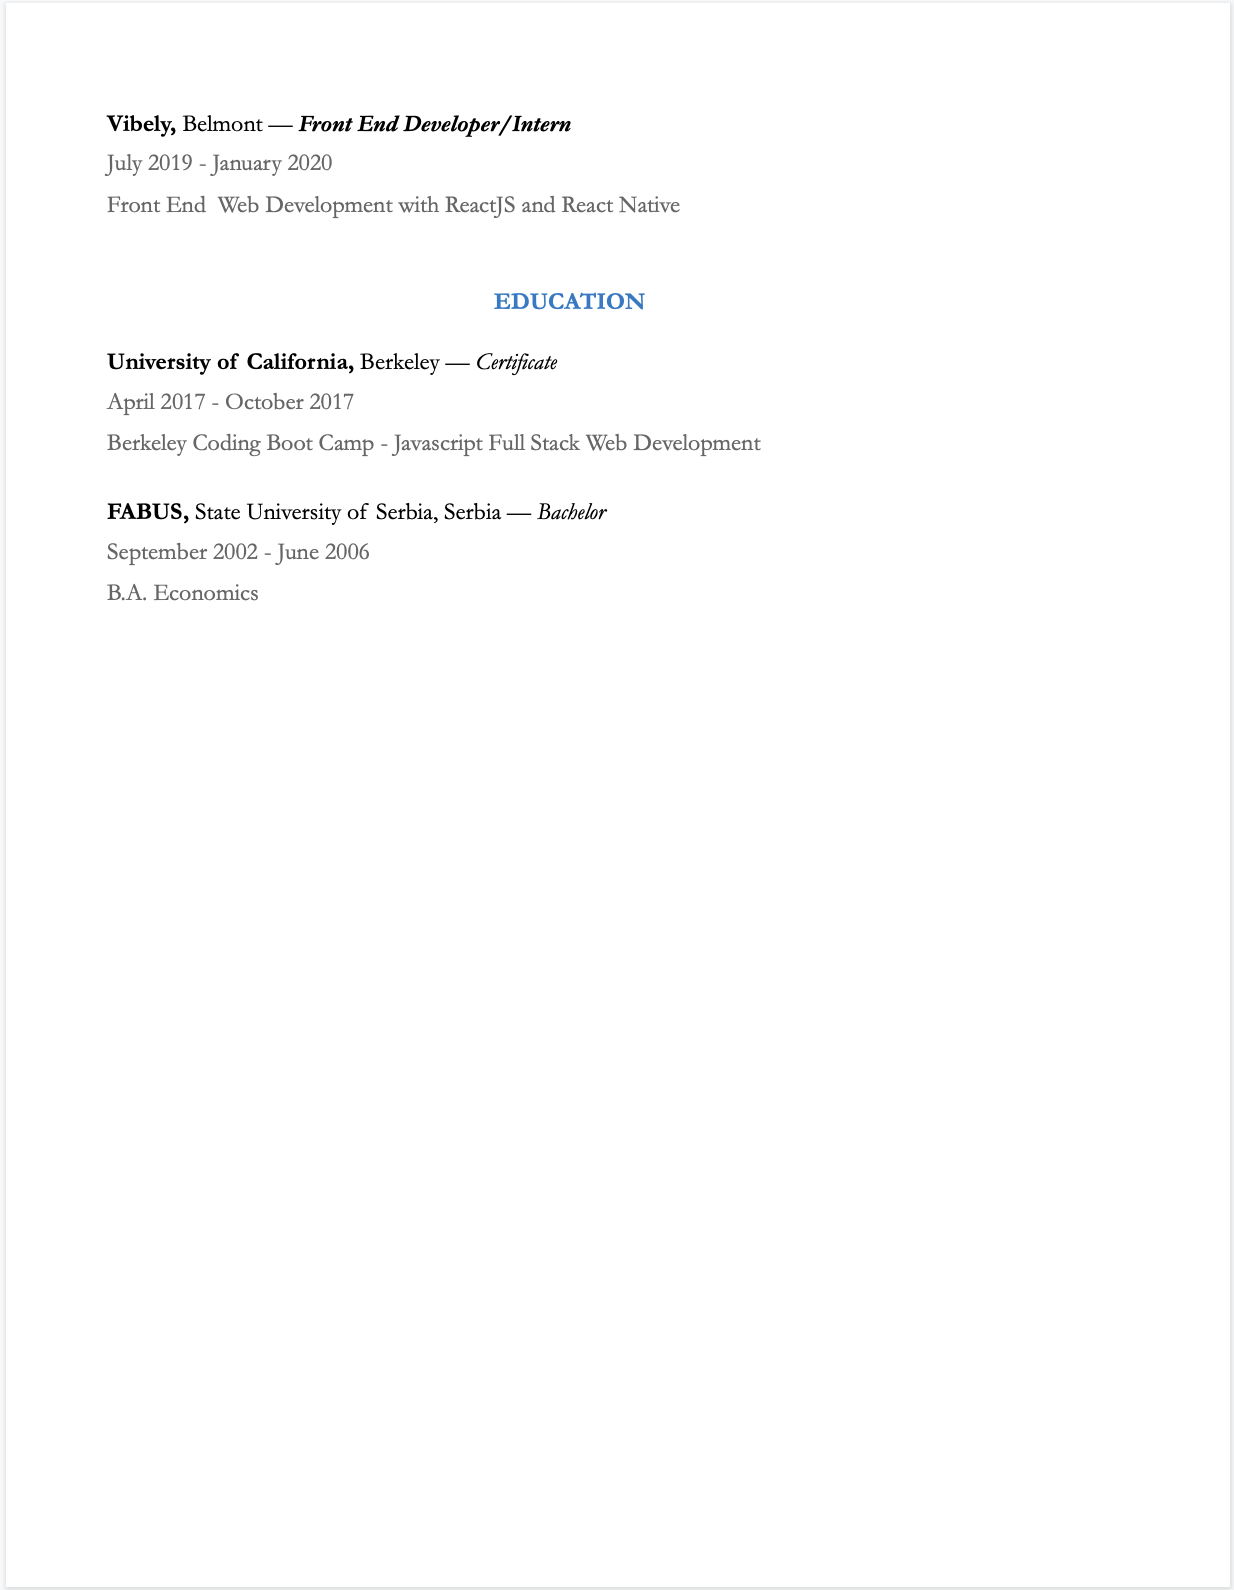 Vibely, Belmont — Front End Developer/Intern
July 2019 - January 2020
Front End  Web Development with ReactJS and React Native
EDUCATION
University of California, Berkeley — Certificate
April 2017 - October 2017
Berkeley Coding Boot Camp - Javascript Full Stack Web Development
FABUS, State University of Serbia, Serbia — Bachelor
September 2002 - June 2006
B.A. Economics